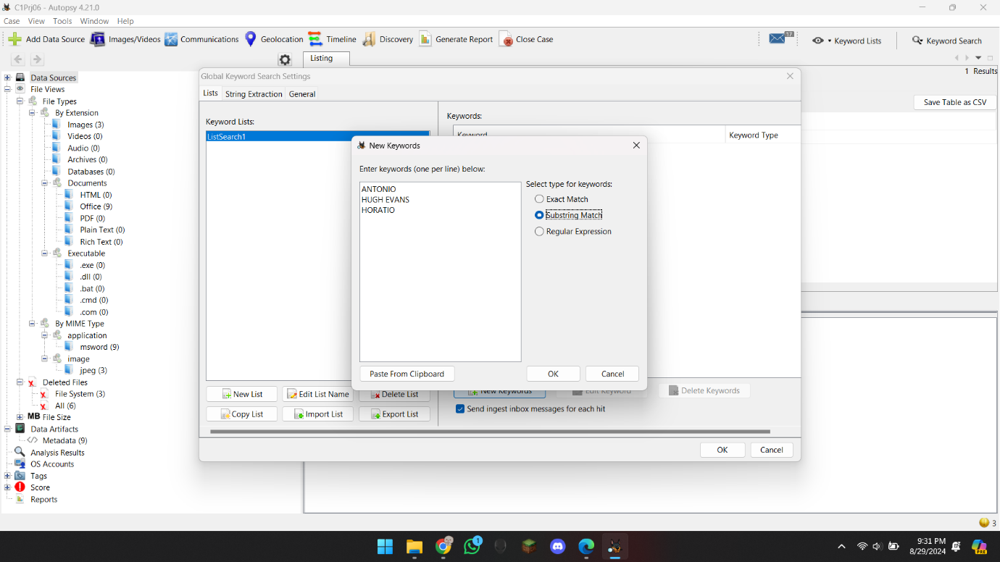 C1Prj06 - Autopsy 4.21.0
Case View Tools Window Help
Add Data Source Images/Videos Communications Geolocation Timeline Discovery Generate Report Close Case 12 Keyword Lists Keyword Search
Listing
Data Sources
File Views
File Types
By Extension
Images (3)
Videos (0)
Audio (0)
Archives (0)
Databases (0)
Documents
HTML (0)
Office (9)
PDF (0)
Plain Text (0)
Rich Text (0)
Executable
.exe (0)
.dll (0)
.bat (0)
.cmd (0)
.com (0)
By MIME Type
application
msword (9)
image
jpeg (3)
Deleted Files
File System (3)
All (6)
MB File Size
Data Artifacts
Metadata (9)
Analysis Results
OS Accounts
Tags
Score
Reports
1 Results
Save Table as CSV
Global Keyword Search Settings
Lists String Extraction General
Keyword Lists:
ListSearch1
Keywords:
Keyword Keyword Type
New Keywords
Enter keywords (one per line) below:
ANTONIO
HUGH EVANS
HORATIO
Select type for keywords:
Exact Match
Substring Match
Regular Expression
Paste From Clipboard OK Cancel
New List Edit List Name Delete List
Copy List Import List Export List
New Keywords Edit Keyword Delete Keywords
Send ingest inbox messages for each hit
OK Cancel
3
1
9:31 PM
8/29/2024
PRE